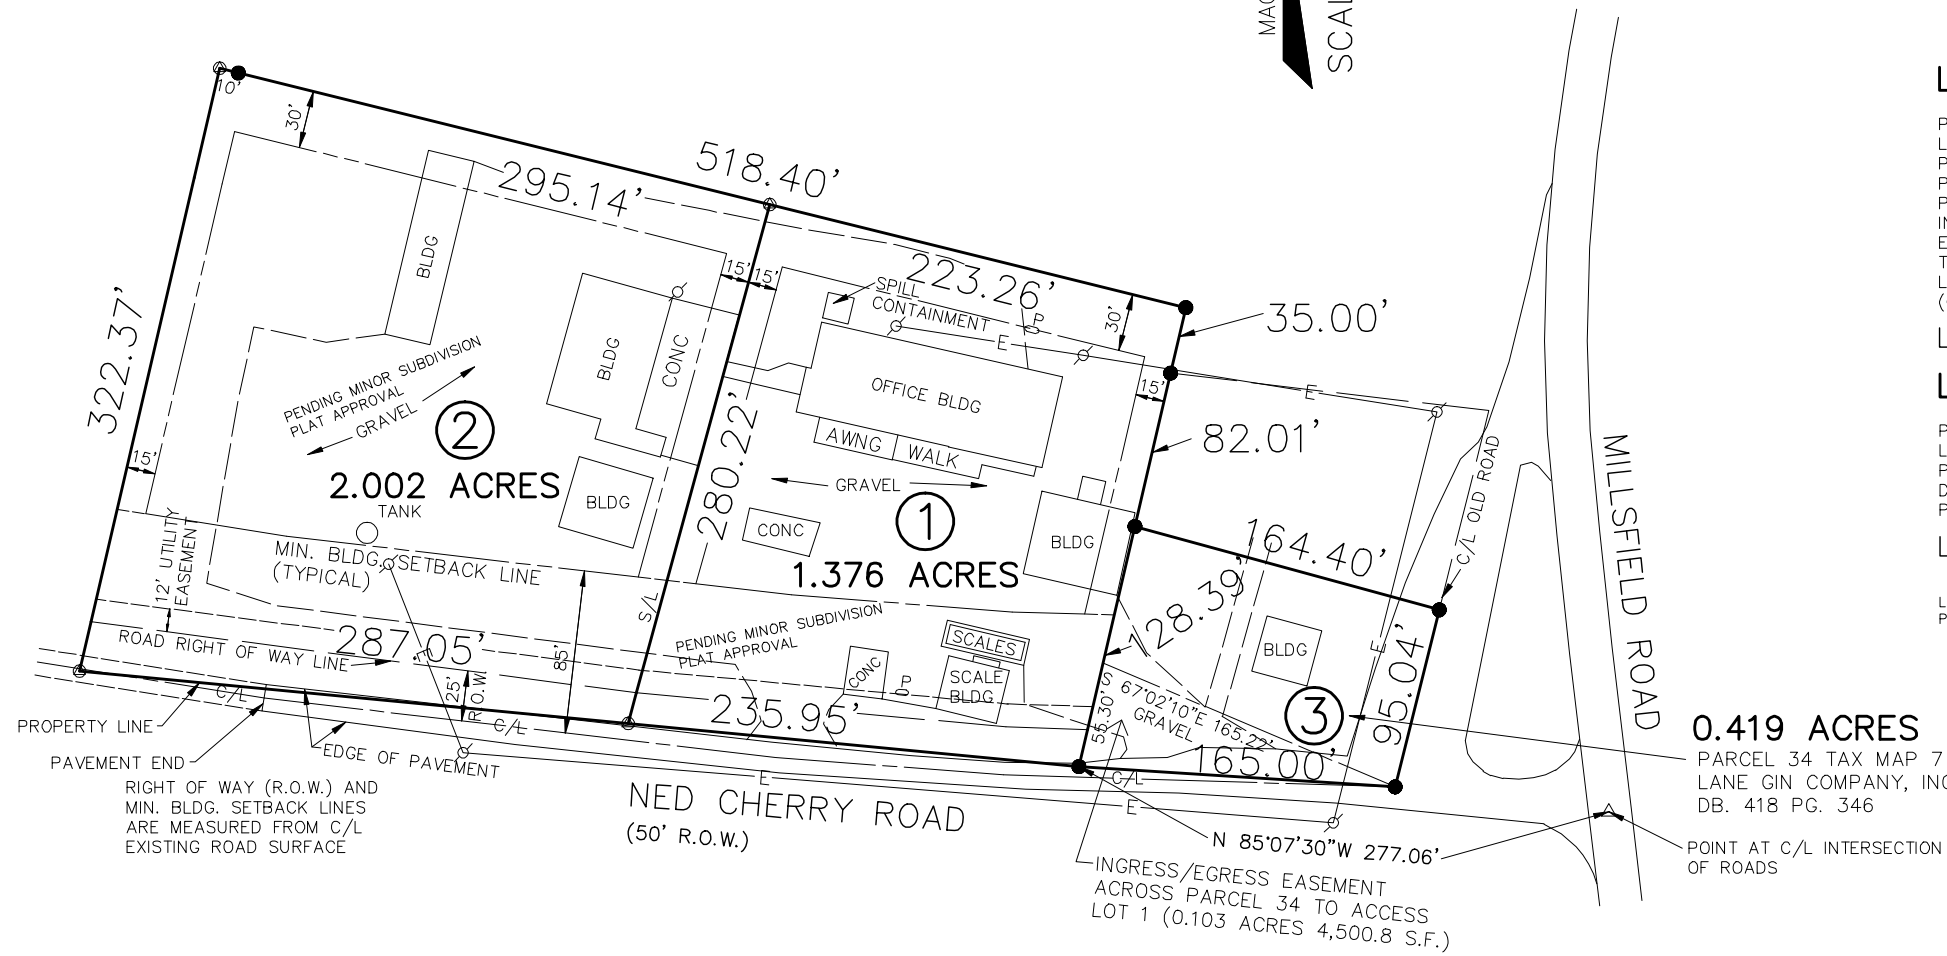 MAG
SCAL
10'
30'
518.40'
295.14'
BLDG
15'
15'
223.26'
SPILL
CONTAINMENT
P
30'
35.00'
E
E
322.37'
PENDING MINOR SUBDIVISION
PLAT APPROVAL
GRAVEL
BLDG
CONC
OFFICE BLDG
AWNG
WALK
15'
82.01'
2
2.002 ACRES
TANK
15'
BLDG
280.22'
GRAVEL
1
CONC
1.376 ACRES
BLDG
164.40'
C/L OLD ROAD
MILLSFIELD ROAD
12' UTILITY
EASEMENT
MIN. BLDG. SETBACK LINE
(TYPICAL)
S/L
128.39'
ROAD RIGHT OF WAY LINE
287.05'
85'
PENDING MINOR SUBDIVISION
PLAT APPROVAL
SCALES
CONC
P
SCALE
BLDG
BLDG
E
95.04'
3
S 67°02'10"E 165.22'
GRAVEL
55.30'
165.00'
C/L
25'
R.O.W.
C/L
235.95'
C/L
PROPERTY LINE
PAVEMENT END
EDGE OF PAVEMENT
RIGHT OF WAY (R.O.W.) AND
MIN. BLDG. SETBACK LINES
ARE MEASURED FROM C/L
EXISTING ROAD SURFACE
E
E
NED CHERRY ROAD
(50' R.O.W.)
N 85°07'30"W 277.06'
INGRESS/EGRESS EASEMENT
ACROSS PARCEL 34 TO ACCESS
LOT 1 (0.103 ACRES 4,500.8 S.F.)
0.419 ACRES
PARCEL 34 TAX MAP 7
LANE GIN COMPANY, INC
DB. 418 PG. 346
POINT AT C/L INTERSECTION
OF ROADS
L
P
L
P
P
P
IN
E
T
L
(
L
L
P
L
P
D
P
L
L
P